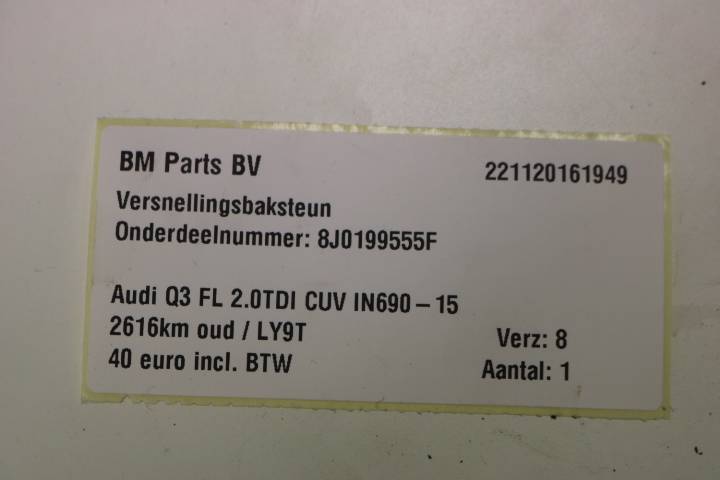 BM Parts BV 221120161949
Versnellingsbaksteun
Onderdeelnummer: 8J0199555F
Audi Q3 FL 2.0TDI CUV IN690-15
2616km oud / LY9T Verz: 8
40 euro incl. BTW Aantal: 1